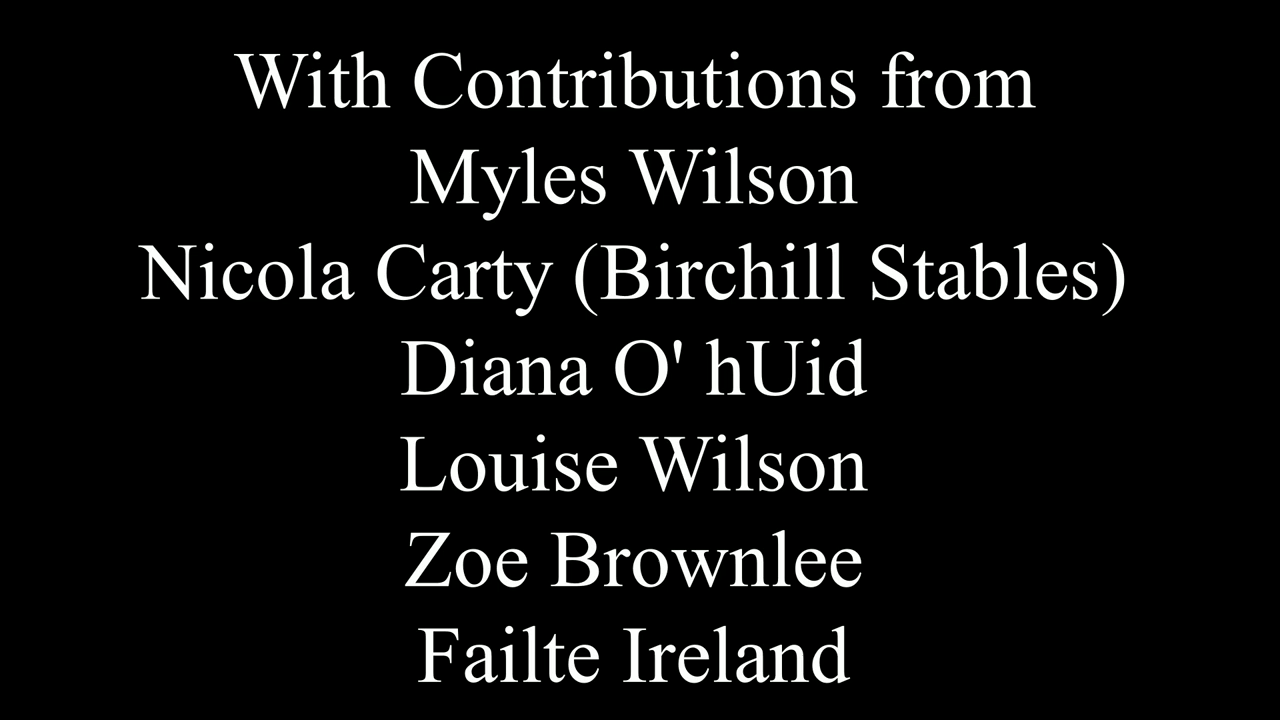 With Contributions from
Myles Wilson
Nicola Carty (Birchill Stables)
Diana O' hUid
Louise Wilson
Zoe Brownlee
Failte Ireland